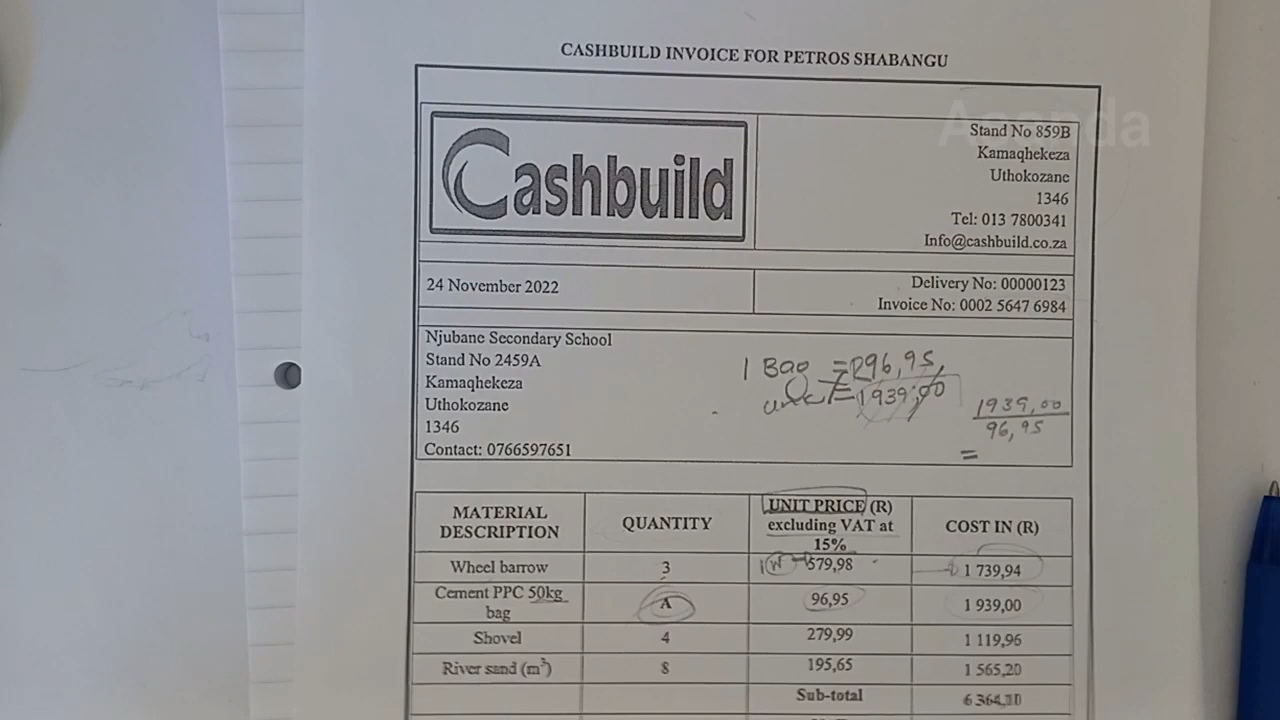 CASHBUILD INVOICE FOR PETROS SHABANGU
Cashbuild
Asanda
Stand No 859B
Kamaqhekeza
Uthokozane
1346
Tel: 013 7800341
Info@cashbuild.co.za
24 November 2022
Delivery No: 00000123
Invoice No: 0002 5647 6984
Njubane Secondary School
Stand No 2459A
Kamaqhekeza
Uthokozane
1346
Contact: 0766597651
1 Bag = R96,95
= 1939,00
1939,00
96,95
=
MATERIAL DESCRIPTION QUANTITY UNIT PRICE (R) excluding VAT at 15% COST IN (R)
Wheel barrow 3 1W → 579,98 1 739,94
Cement PPC 50kg bag A 96,95 1 939,00
Shovel 4 279,99 1 119,96
River sand (m³) 8 195,65 1 565,20
Sub-total 6 364,10